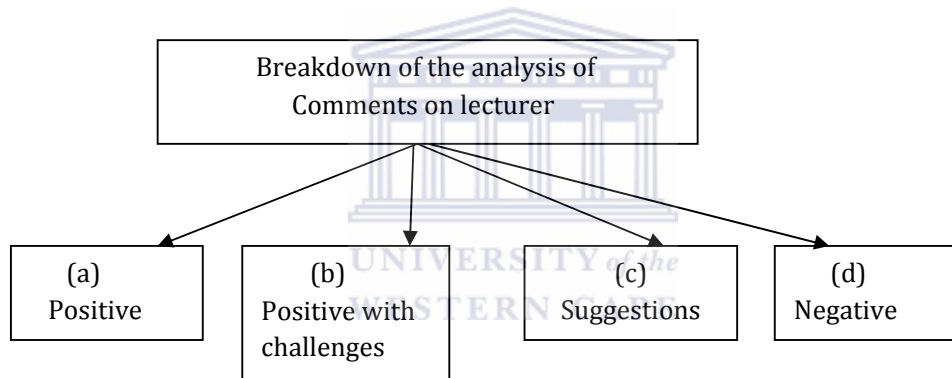 Breakdown of the analysis of
Comments on lecturer
(a)
Positive
(b)
Positive with
challenges
(c)
Suggestions
(d)
Negative
UNIVERSITY of the
WESTERN CAPE